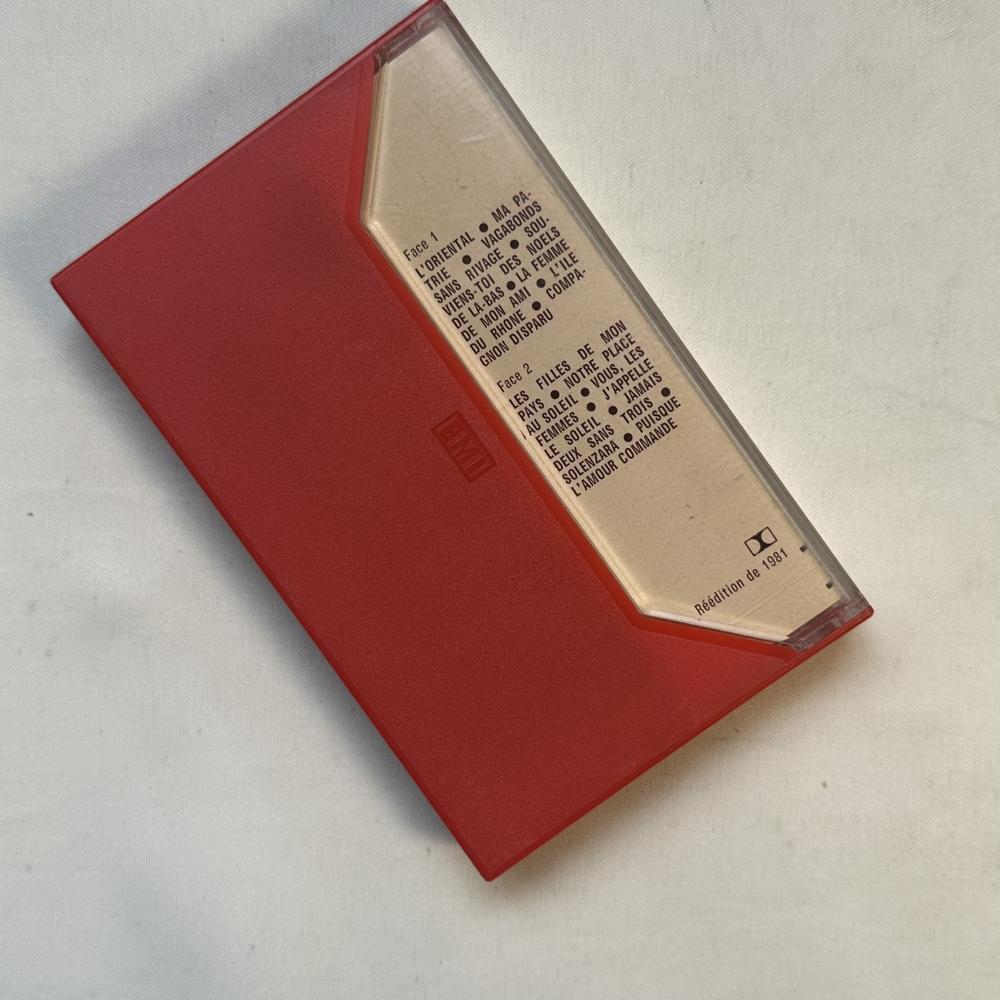 Face 1
L'ORIENTAL ● MA PA-
TRIE ● VAGABONDS
SANS RIVAGE ● SOU-
VIENS-TOI DES NOELS
DE LA-BAS ● LA FEMME
DE MON AMI ● L'ILE
DU RHONE ● COMPA-
GNON DISPARU
Face 2
LES FILLES DE MON
PAYS ● NOTRE PLACE
AU SOLEIL ● VOUS, LES
FEMMES ● J'APPELLE
LE SOLEIL ● JAMAIS
DEUX SANS TROIS ●
SOLENZARA ● PUISQUE
L'AMOUR COMMANDE
Réédition de 1981
EMI